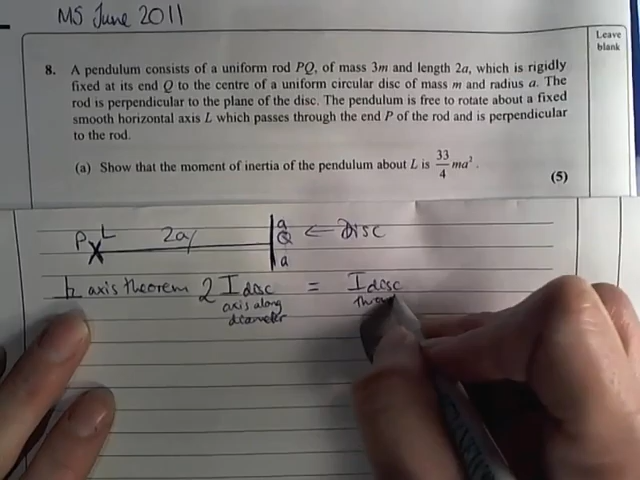 MS June 2011
Leave
blank
8. A pendulum consists of a uniform rod PQ, of mass 3m and length 2a, which is rigidly
fixed at its end Q to the centre of a uniform circular disc of mass m and radius a. The
rod is perpendicular to the plane of the disc. The pendulum is free to rotate about a fixed
smooth horizontal axis L which passes through the end P of the rod and is perpendicular
to the rod.
(a) Show that the moment of inertia of the pendulum about L is 33/4 ma².
(5)
P L 2a a
Q ← Disc
a
axis theorem 2 I disc = I disc
axis along
diameter